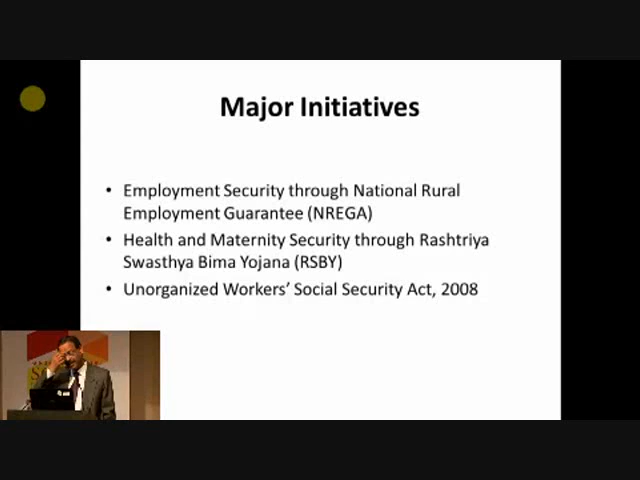 Major Initiatives
• Employment Security through National Rural
Employment Guarantee (NREGA)
• Health and Maternity Security through Rashtriya
Swasthya Bima Yojana (RSBY)
• Unorganized Workers’ Social Security Act, 2008